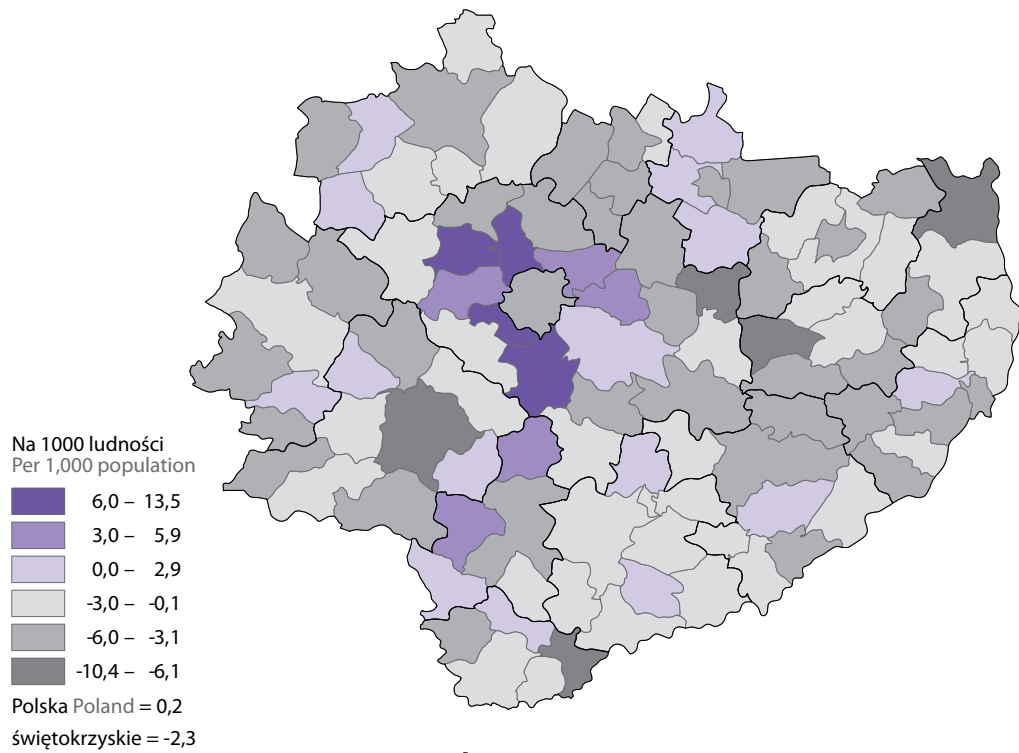 Na 1000 ludności
Per 1,000 population
6,0 – 13,5
3,0 – 5,9
0,0 – 2,9
-3,0 – -0,1
-6,0 – -3,1
-10,4 – -6,1
Polska Poland = 0,2
świętokrzyskie = -2,3